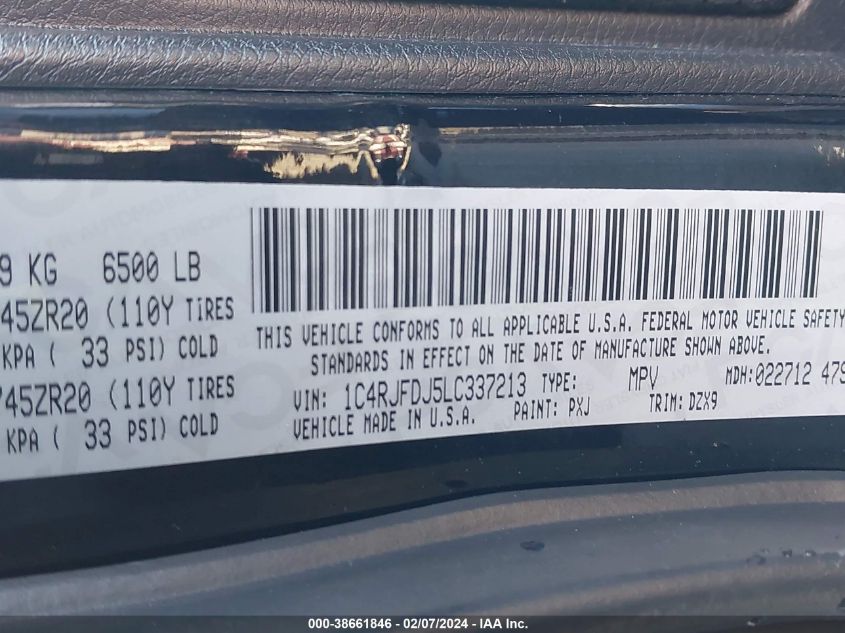 9 KG 6500 LB
45ZR20 (110Y TIRES
KPA ( 33 PSI) COLD
45ZR20 (110Y TIRES
KPA ( 33 PSI) COLD
THIS VEHICLE CONFORMS TO ALL APPLICABLE U.S.A. FEDERAL MOTOR VEHICLE SAFETY
STANDARDS IN EFFECT ON THE DATE OF MANUFACTURE SHOWN ABOVE.
VIN: 1C4RJFDJ5LC337213 TYPE: MPV MDH:022712 479
VEHICLE MADE IN U.S.A. PAINT: PXJ TRIM: DZX9
000-38661846 - 02/07/2024 - IAA Inc.